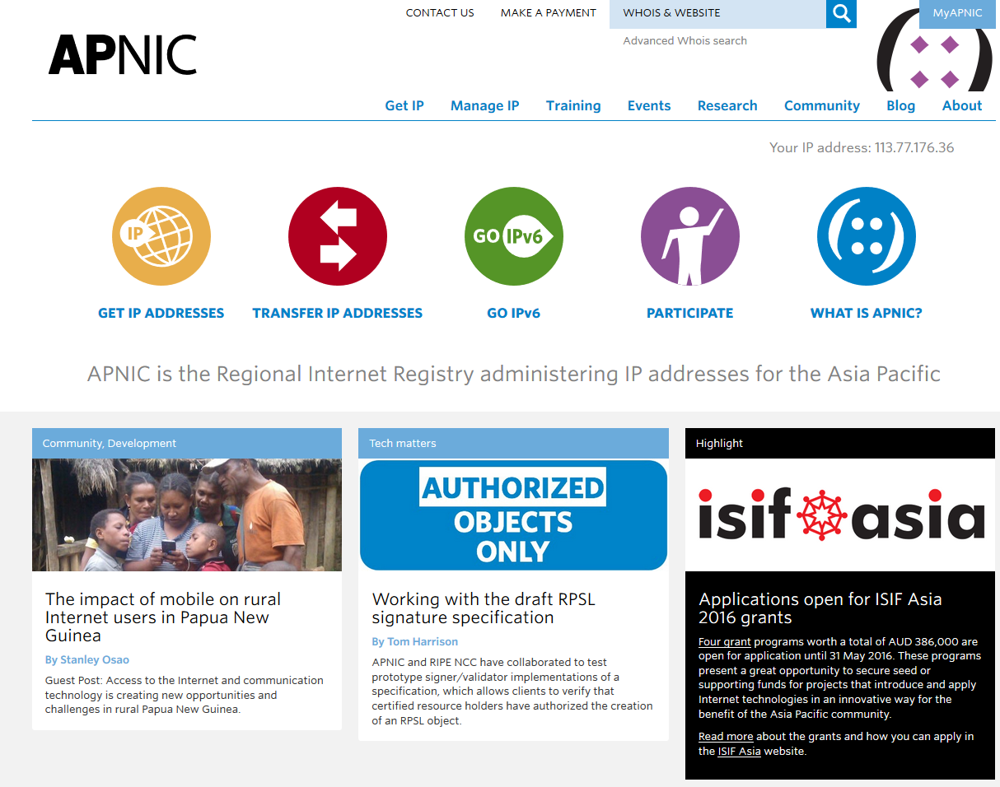 CONTACT US
MAKE A PAYMENT
WHOIS & WEBSITE
MyAPNIC
Advanced Whois search
APNIC
Get IP
Manage IP
Training
Events
Research
Community
Blog
About
Your IP address: 113.77.176.36
IP
GO IPv6
GET IP ADDRESSES
TRANSFER IP ADDRESSES
GO IPv6
PARTICIPATE
WHAT IS APNIC?
APNIC is the Regional Internet Registry administering IP addresses for the Asia Pacific
Community, Development
The impact of mobile on rural
Internet users in Papua New
Guinea
By Stanley Osao
Guest Post: Access to the Internet and communication
technology is creating new opportunities and
challenges in rural Papua New Guinea.
Tech matters
AUTHORIZED
OBJECTS
ONLY
Working with the draft RPSL
signature specification
By Tom Harrison
APNIC and RIPE NCC have collaborated to test
prototype signer/validator implementations of a
specification, which allows clients to verify that
certified resource holders have authorized the creation
of an RPSL object.
Highlight
isif asia
Applications open for ISIF Asia
2016 grants
Four grant programs worth a total of AUD 386,000 are
open for application until 31 May 2016. These programs
present a great opportunity to secure seed or
supporting funds for projects that introduce and apply
Internet technologies in an innovative way for the
benefit of the Asia Pacific community.
Read more about the grants and how you can apply in
the ISIF Asia website.